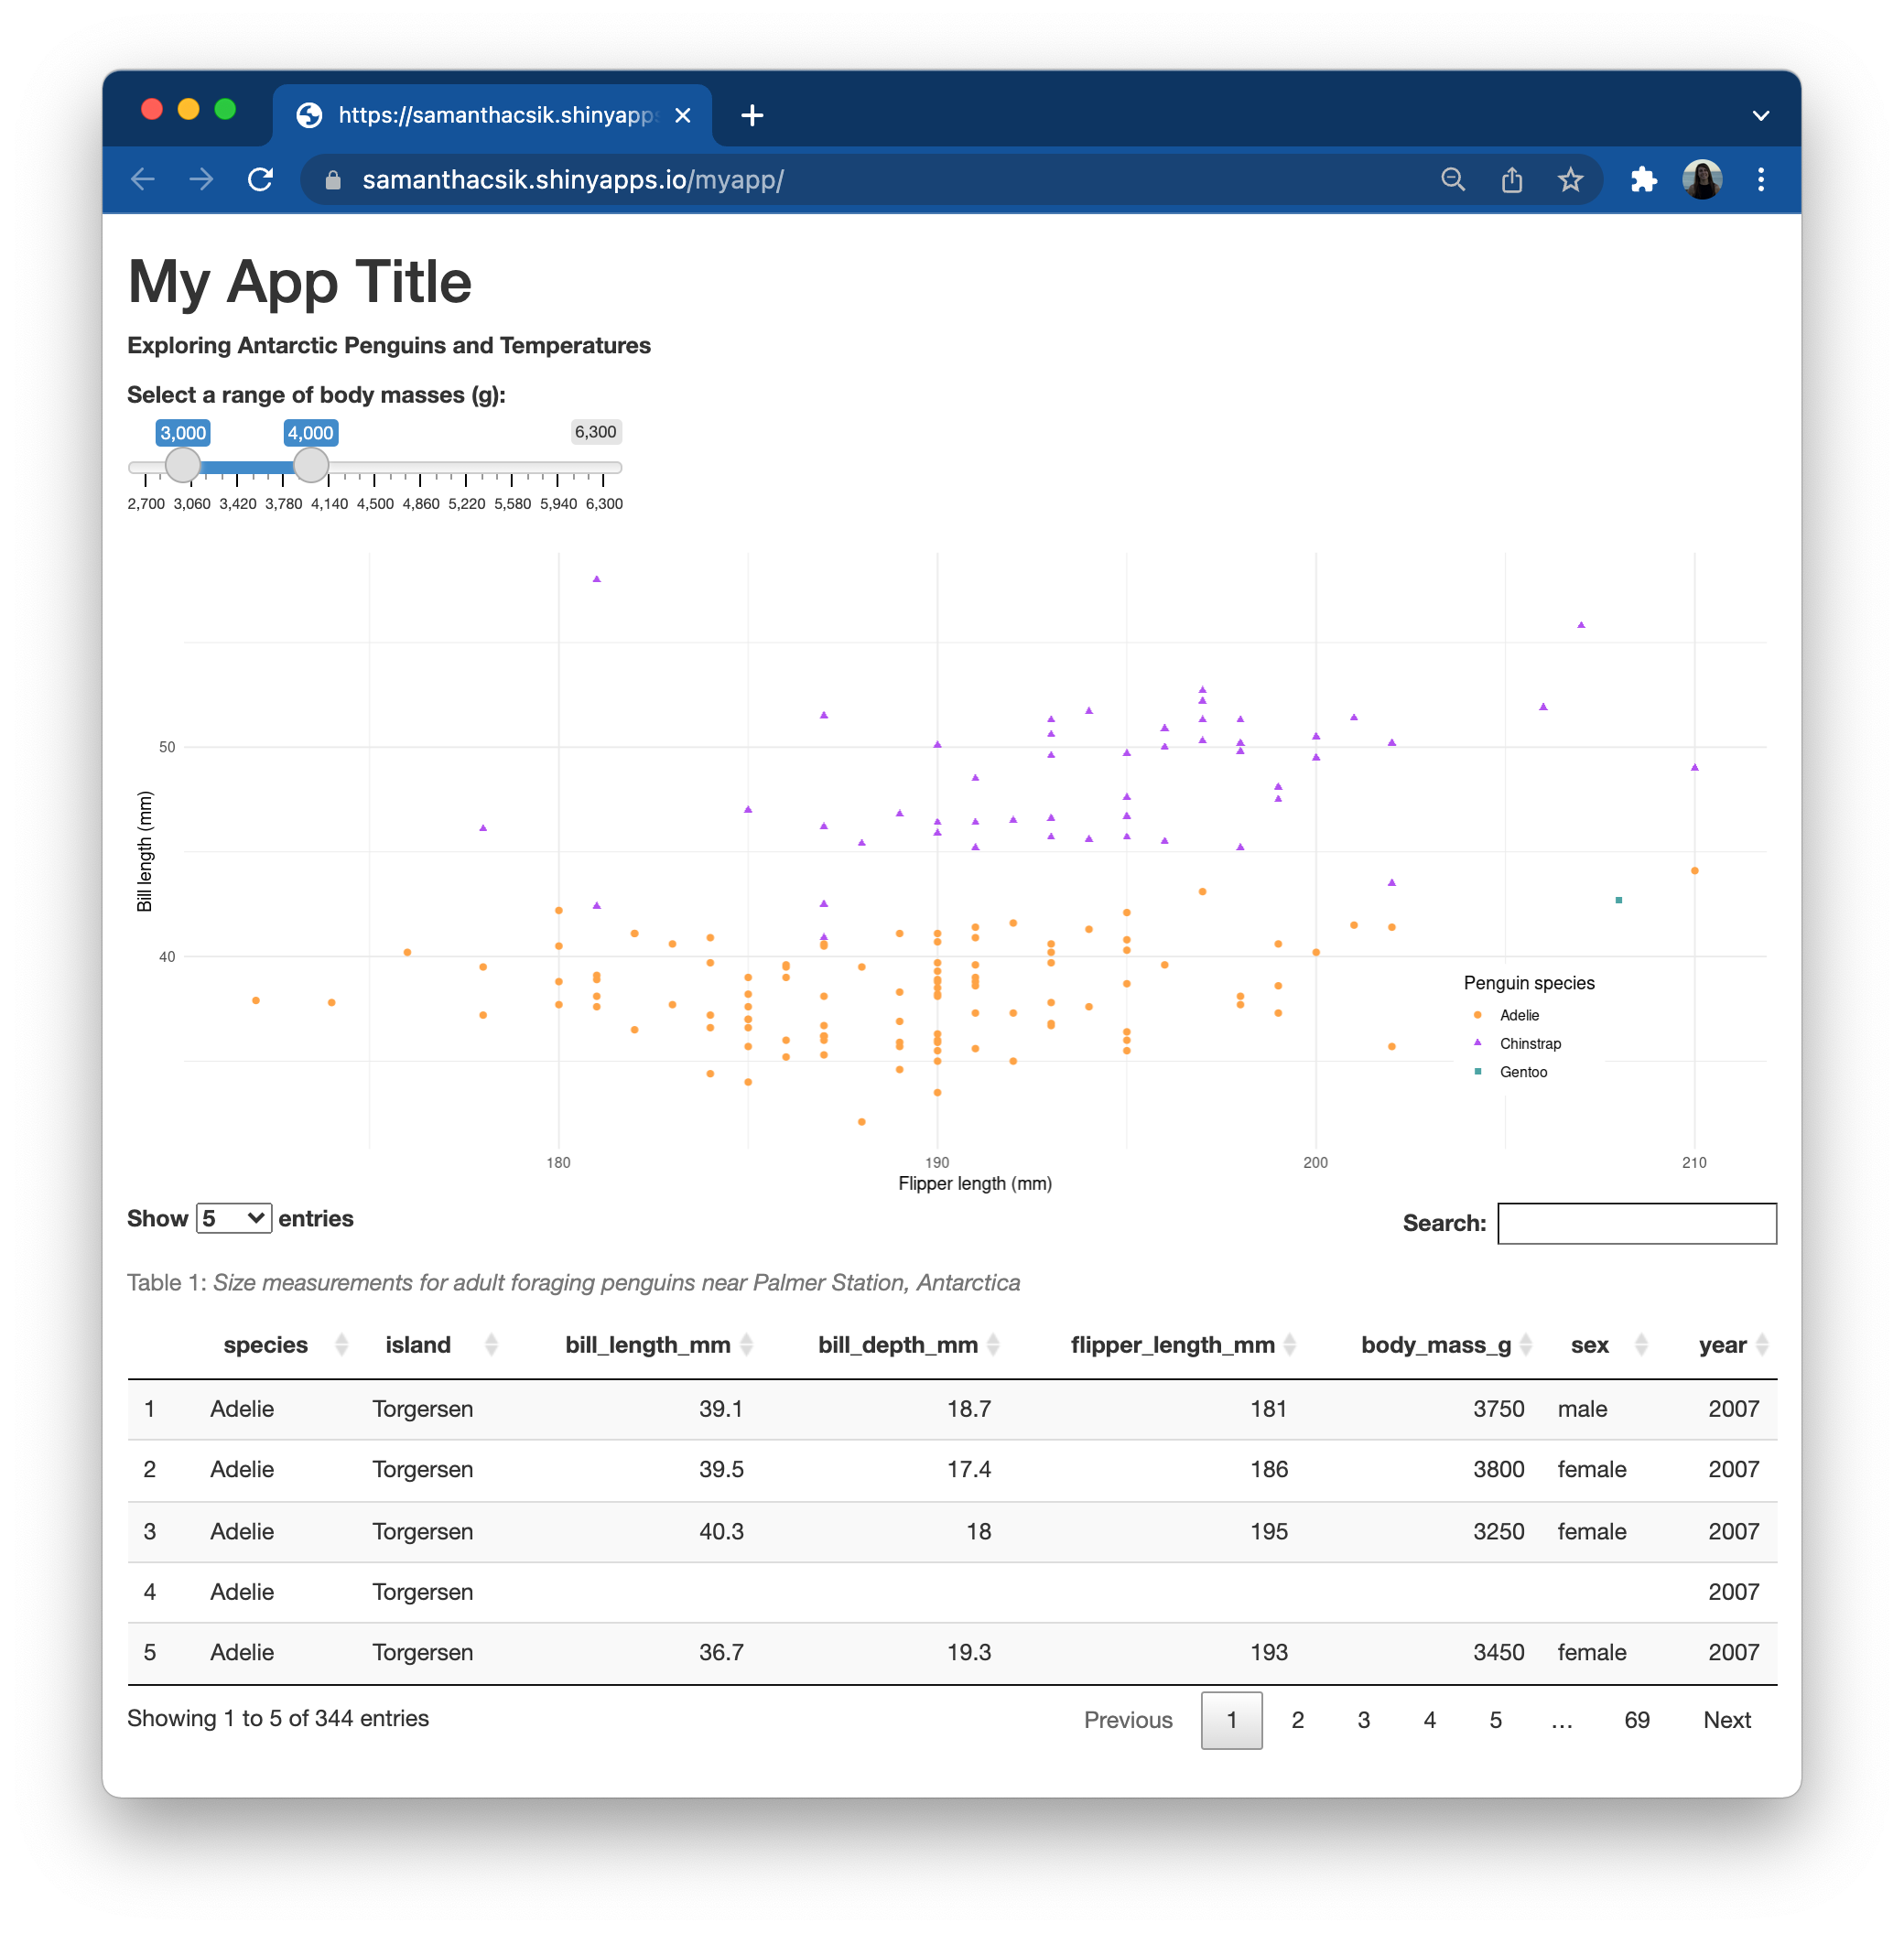 https://samanthacsik.shinyapps
samanthacsik.shinyapps.io/myapp/
My App Title
Exploring Antarctic Penguins and Temperatures
Select a range of body masses (g):
3,000 4,000 6,300
2,700 3,060 3,420 3,780 4,140 4,500 4,860 5,220 5,580 5,940 6,300
50
Bill length (mm)
40
Penguin species
Adelie
Chinstrap
Gentoo
180 190 200 210
Flipper length (mm)
Show 5 entries Search:
Table 1: Size measurements for adult foraging penguins near Palmer Station, Antarctica
species island bill_length_mm bill_depth_mm flipper_length_mm body_mass_g sex year
1 Adelie Torgersen 39.1 18.7 181 3750 male 2007
2 Adelie Torgersen 39.5 17.4 186 3800 female 2007
3 Adelie Torgersen 40.3 18 195 3250 female 2007
4 Adelie Torgersen 2007
5 Adelie Torgersen 36.7 19.3 193 3450 female 2007
Showing 1 to 5 of 344 entries Previous 1 2 3 4 5 … 69 Next